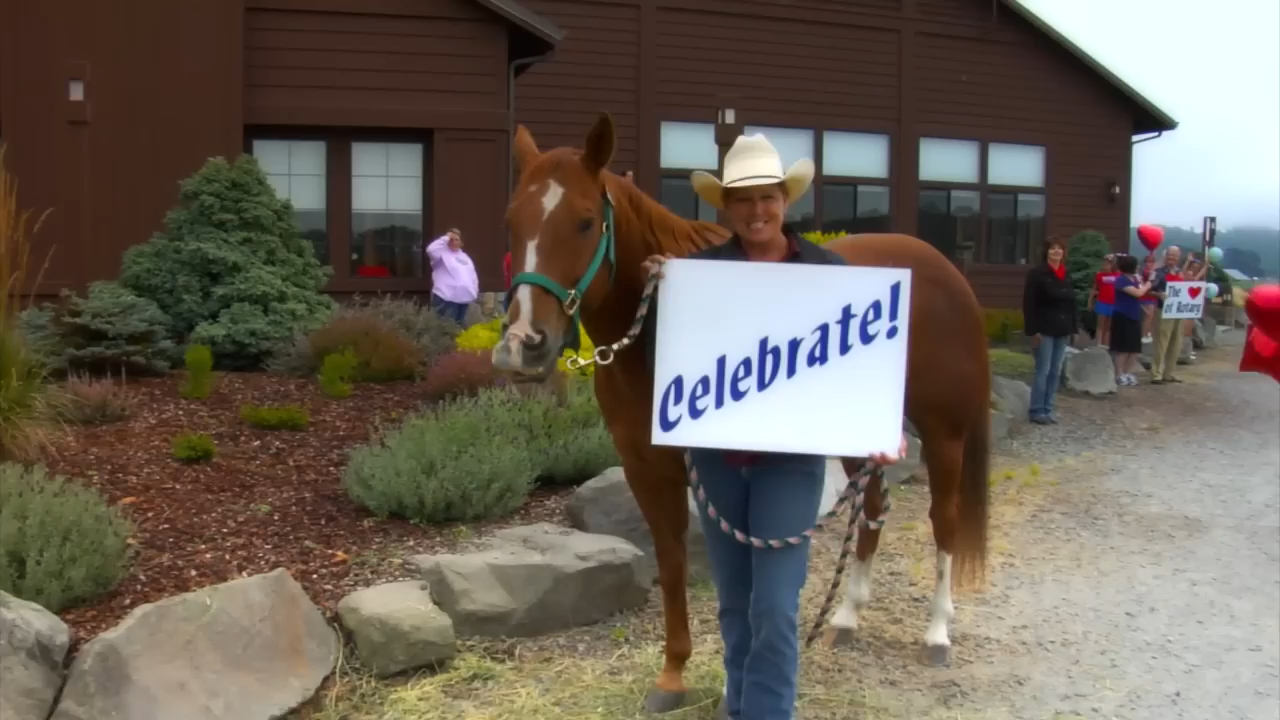 Celebrate!
The ♥
of Rotary